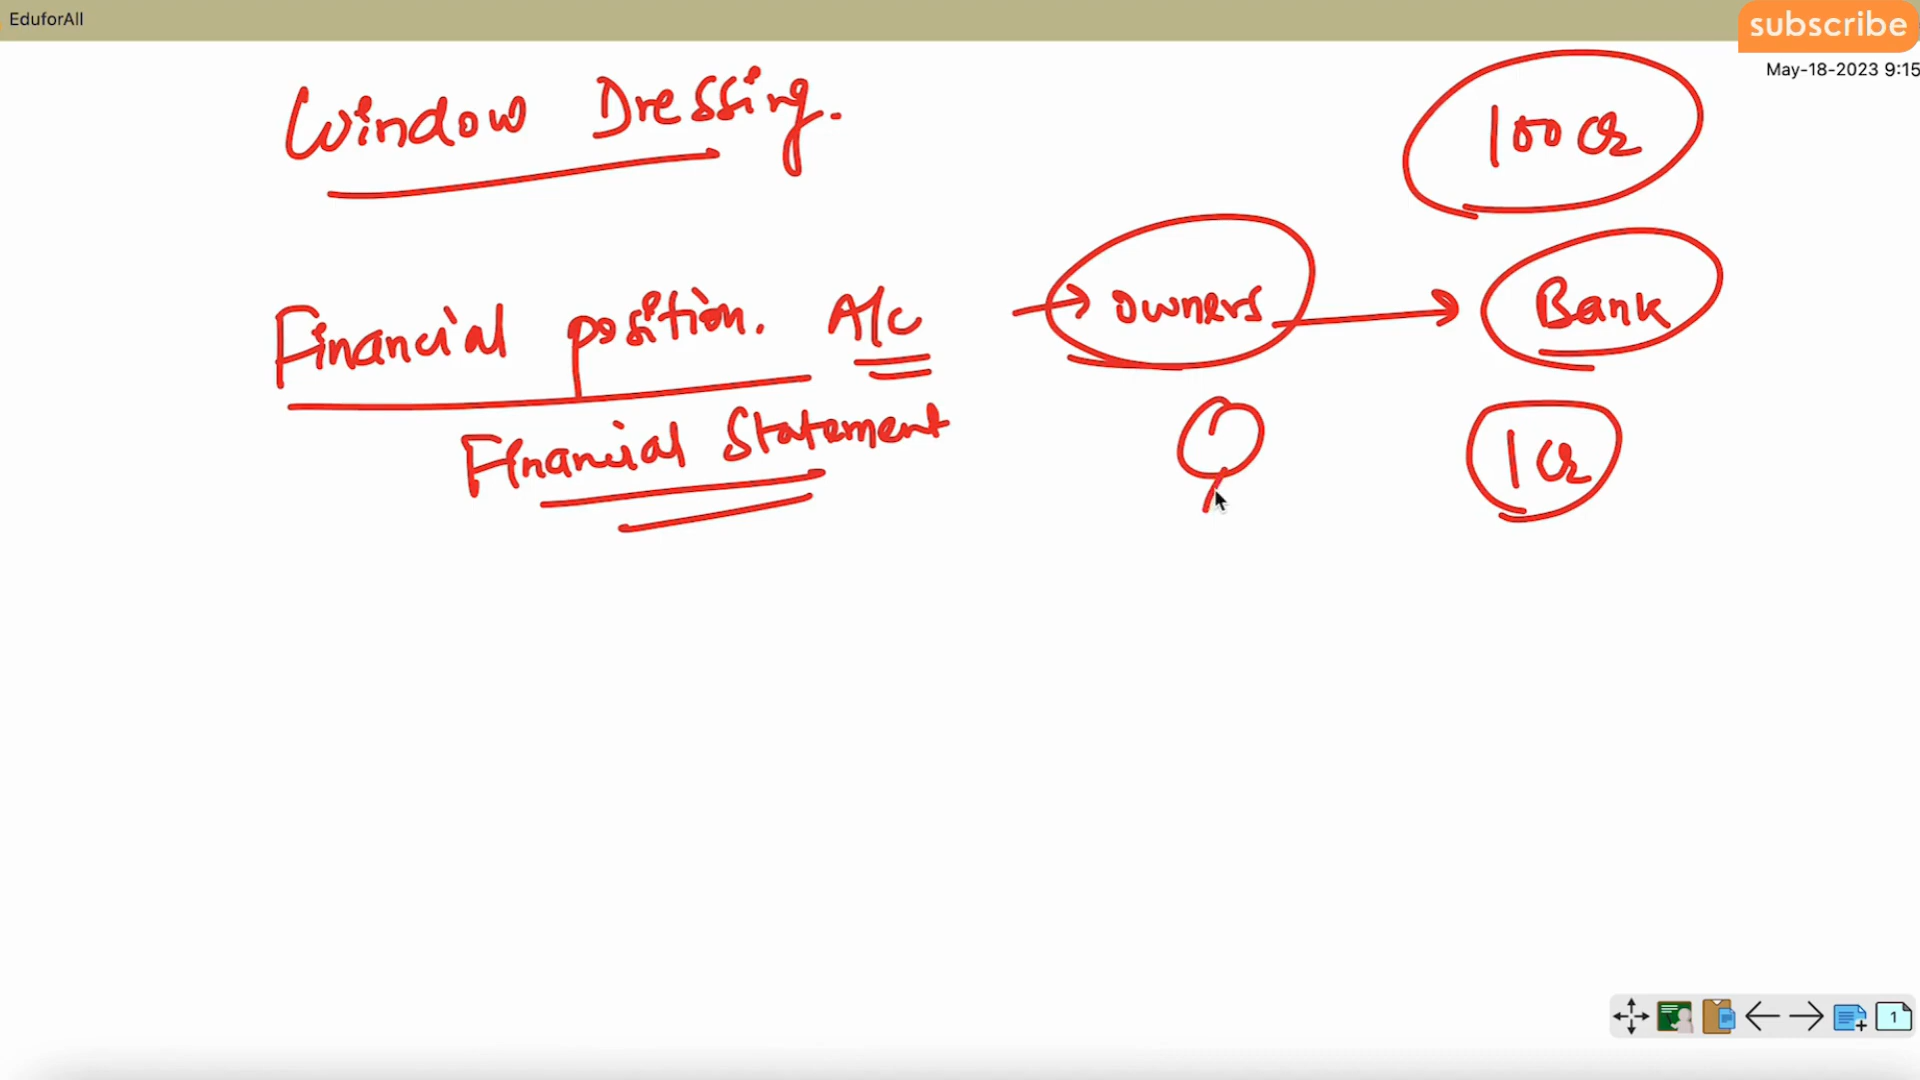 EduforAll
subscribe
May-18-2023 9:15
Window Dressing.
100 Cr
Financial position. A/c
→ owners → Bank
Financial Statement
1 Cr
1